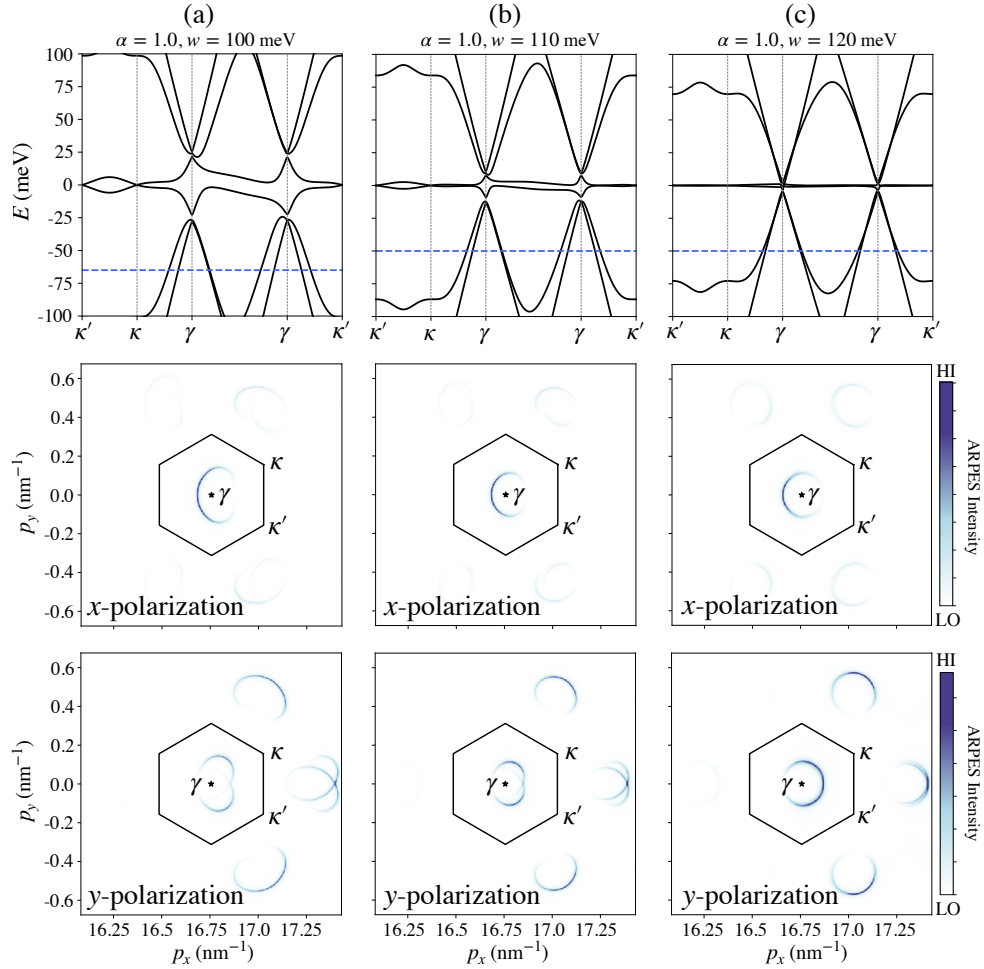 (a) (b) (c)
α = 1.0, w = 100 meV α = 1.0, w = 110 meV α = 1.0, w = 120 meV
E (meV)
100
75
50
25
0
-25
-50
-75
-100
κ′ κ γ γ κ′ κ′ κ γ γ κ′ κ′ κ γ γ κ′
p_y (nm⁻¹)
0.6
0.4
0.2
0.0
-0.2
-0.4
-0.6
κ κ κ
γ γ γ
κ′ κ′ κ′
x-polarization x-polarization x-polarization
HI
ARPES Intensity
LO
p_y (nm⁻¹)
0.6
0.4
0.2
0.0
-0.2
-0.4
-0.6
κ κ κ
γ γ γ
κ′ κ′ κ′
y-polarization y-polarization y-polarization
HI
ARPES Intensity
LO
16.25 16.5 16.75 17.0 17.25 16.25 16.5 16.75 17.0 17.25 16.25 16.5 16.75 17.0 17.25
p_x (nm⁻¹) p_x (nm⁻¹) p_x (nm⁻¹)